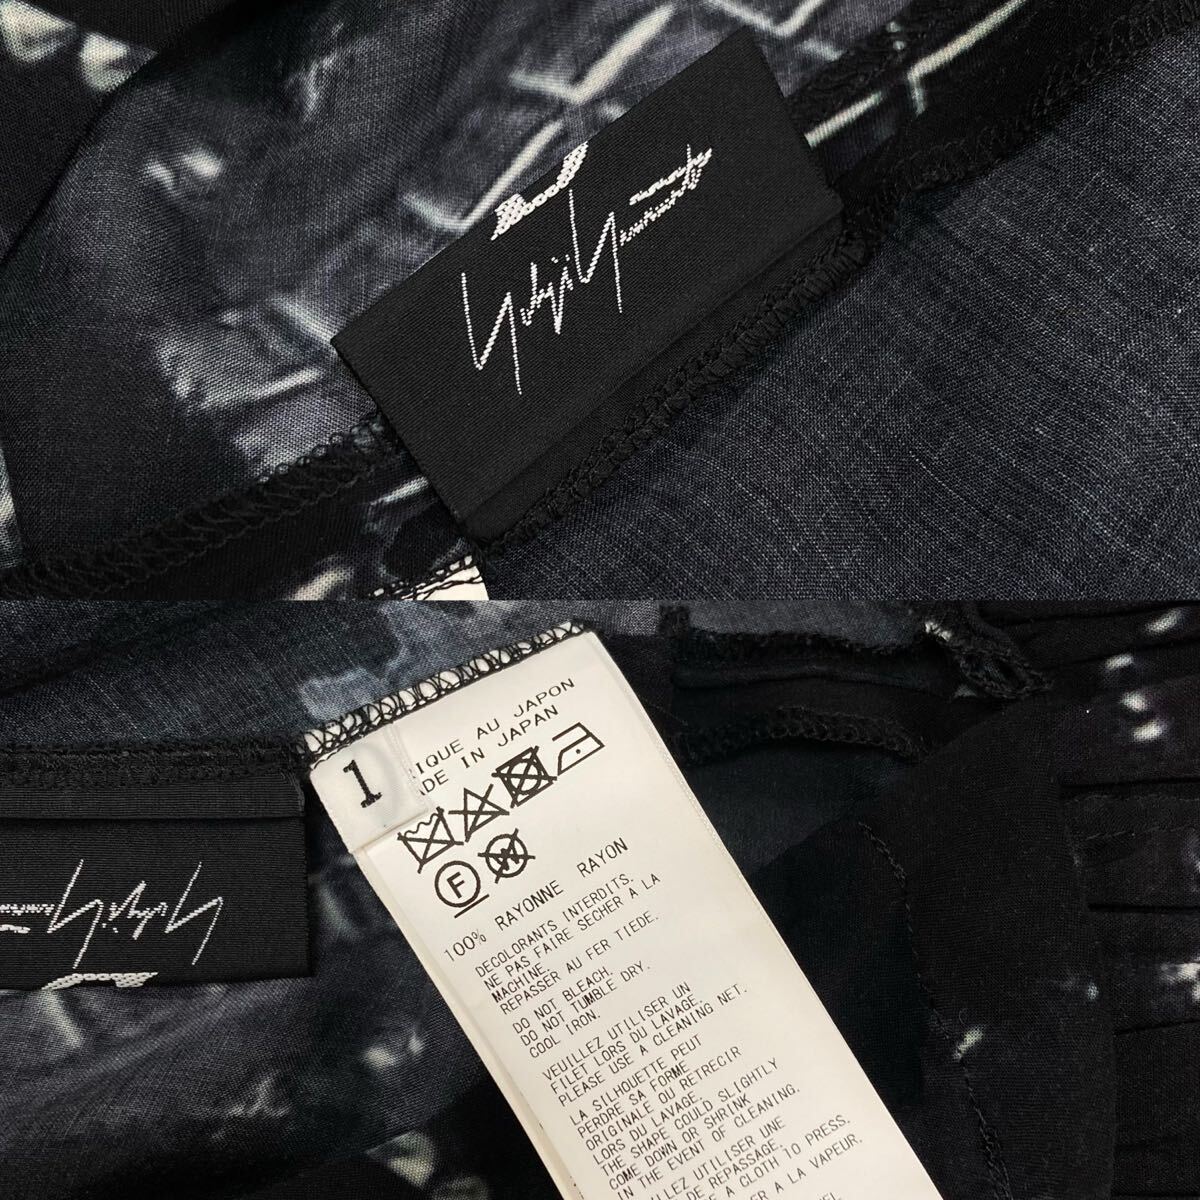 Yohji Yamamoto
1
RIQUE AU JAPON
DE IN JAPAN
F
W
100% RAYONNE RAYON
DECOLORANTS INTERDITS.
NE PAS FAIRE SECHER A LA
MACHINE.
REPASSER AU FER TIEDE.
DO NOT BLEACH.
DO NOT TUMBLE DRY.
COOL IRON.
VEUILLEZ UTILISER UN
FILET LORS DU LAVAGE.
PLEASE USE A CLEANING NET.
LA SILHOUETTE PEUT
PERDRE SA FORME
ORIGINALE OU RETRECIR
LORS DU LAVAGE.
THE SHAPE COULD SLIGHTLY
COME DOWN OR SHRINK
IN THE EVENT OF CLEANING.
UTILISER UNE
DE REPASSAGE.
A CLOTH TO PRESS.
A LA VAPEUR.
Yohji Yamamoto